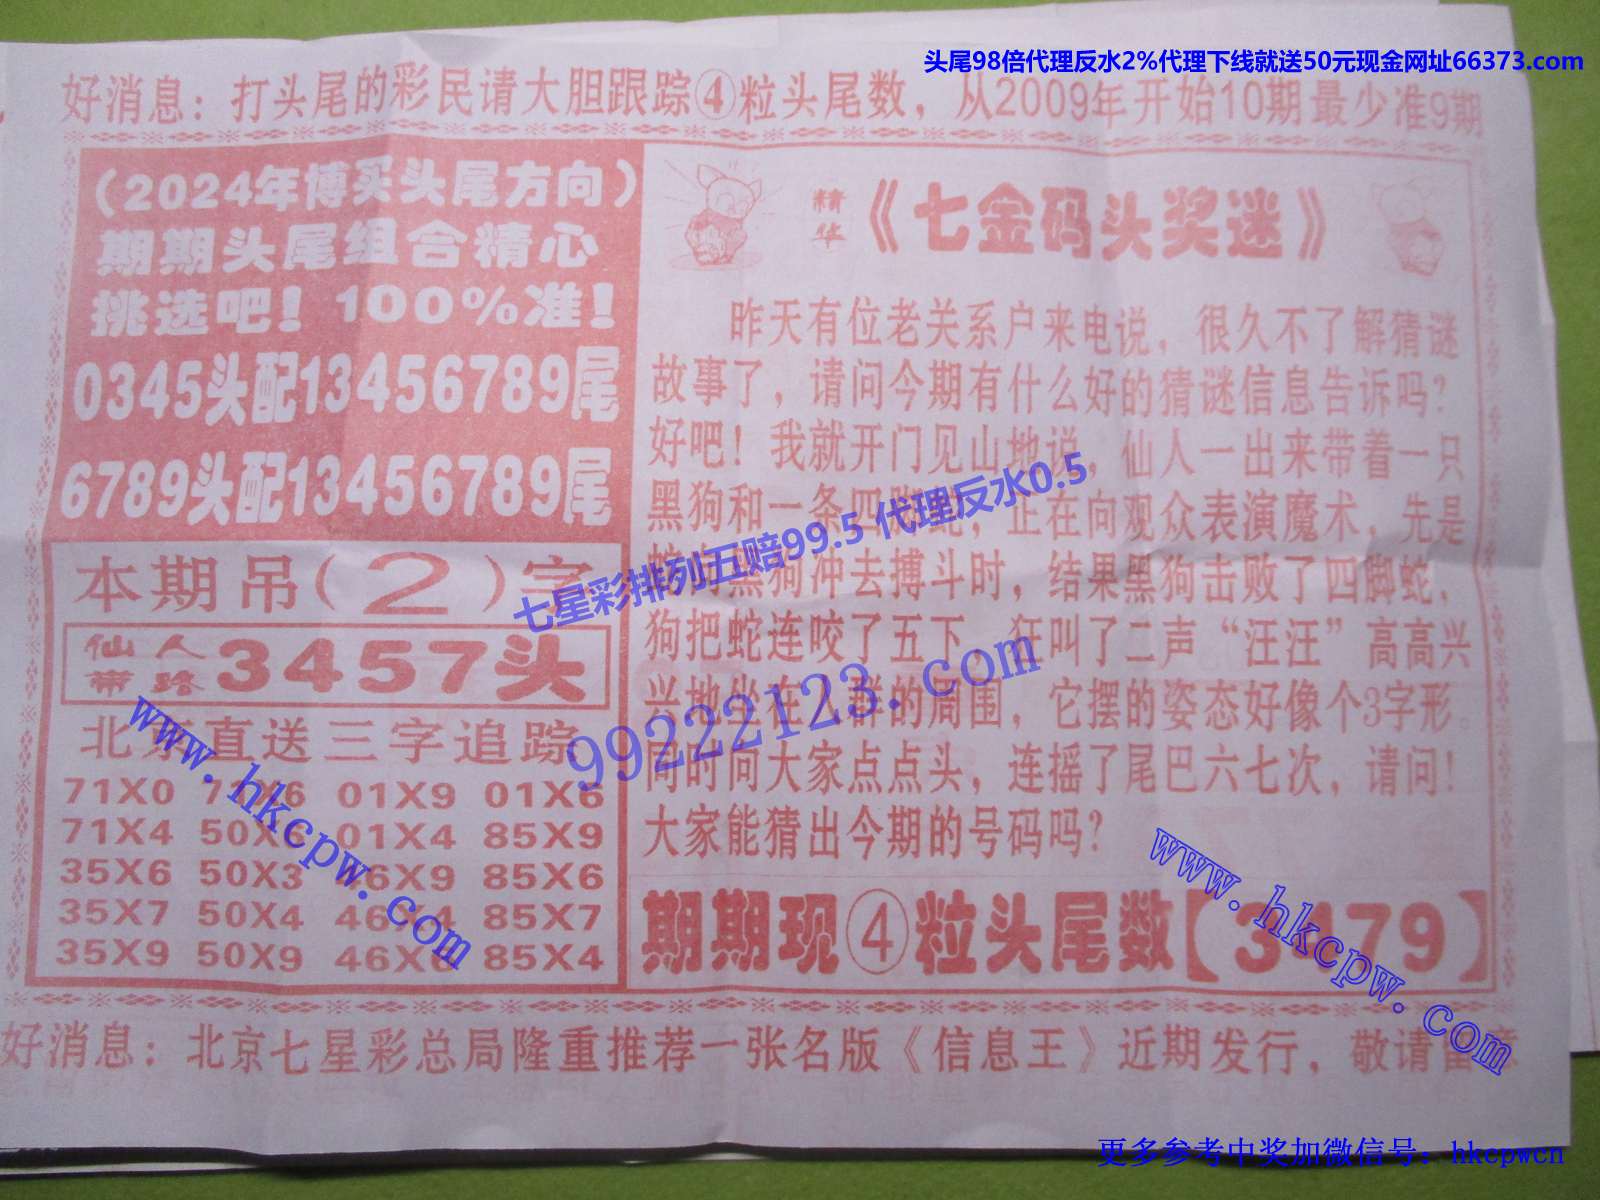 头尾98倍代理反水2%代理下线就送50元现金网址66373.com
好消息：打头尾的彩民请大胆跟踪④粒头尾数，从2009年开始10期最少准9期
（2024年博买头尾方向）
期期头尾组合精心
挑选吧！100%准！
0345头配13456789尾
6789头配13456789尾
本期吊（2）字
仙人带路 3457头
北京直送三字追踪
71X0 7 X6 01X9 01X6
71X4 50X6 01X4 85X9
35X6 50X3 46X9 85X6
35X7 50X4 46X4 85X7
35X9 50X9 46X6 85X4
精华《七金码头奖迷》
昨天有位老关系户来电说，很久不了解猜谜
故事了，请问今期有什么好的猜谜信息告诉吗？
好吧！我就开门见山地说，仙人一出来带着一只
黑狗和一条四脚蛇，正在向观众表演魔术，先是
蛇 黑狗冲去搏斗时，结果黑狗击败了四脚蛇，
狗把蛇连咬了五下，狂叫了二声“汪汪”高高兴
兴地坐在人群的周围，它摆的姿态好像个3字形。
同时向大家点点头，连摇了尾巴六七次，请问！
大家能猜出今期的号码吗？
期期现④粒头尾数【3479】
好消息：北京七星彩总局隆重推荐一张名版《信息王》近期发行，敬请留意
七星彩排列五赔99.5 代理反水0.5
99222123.com
www.hkcpw.com
www.hkcpw.com
更多参考中奖加微信号：hkcpwcn